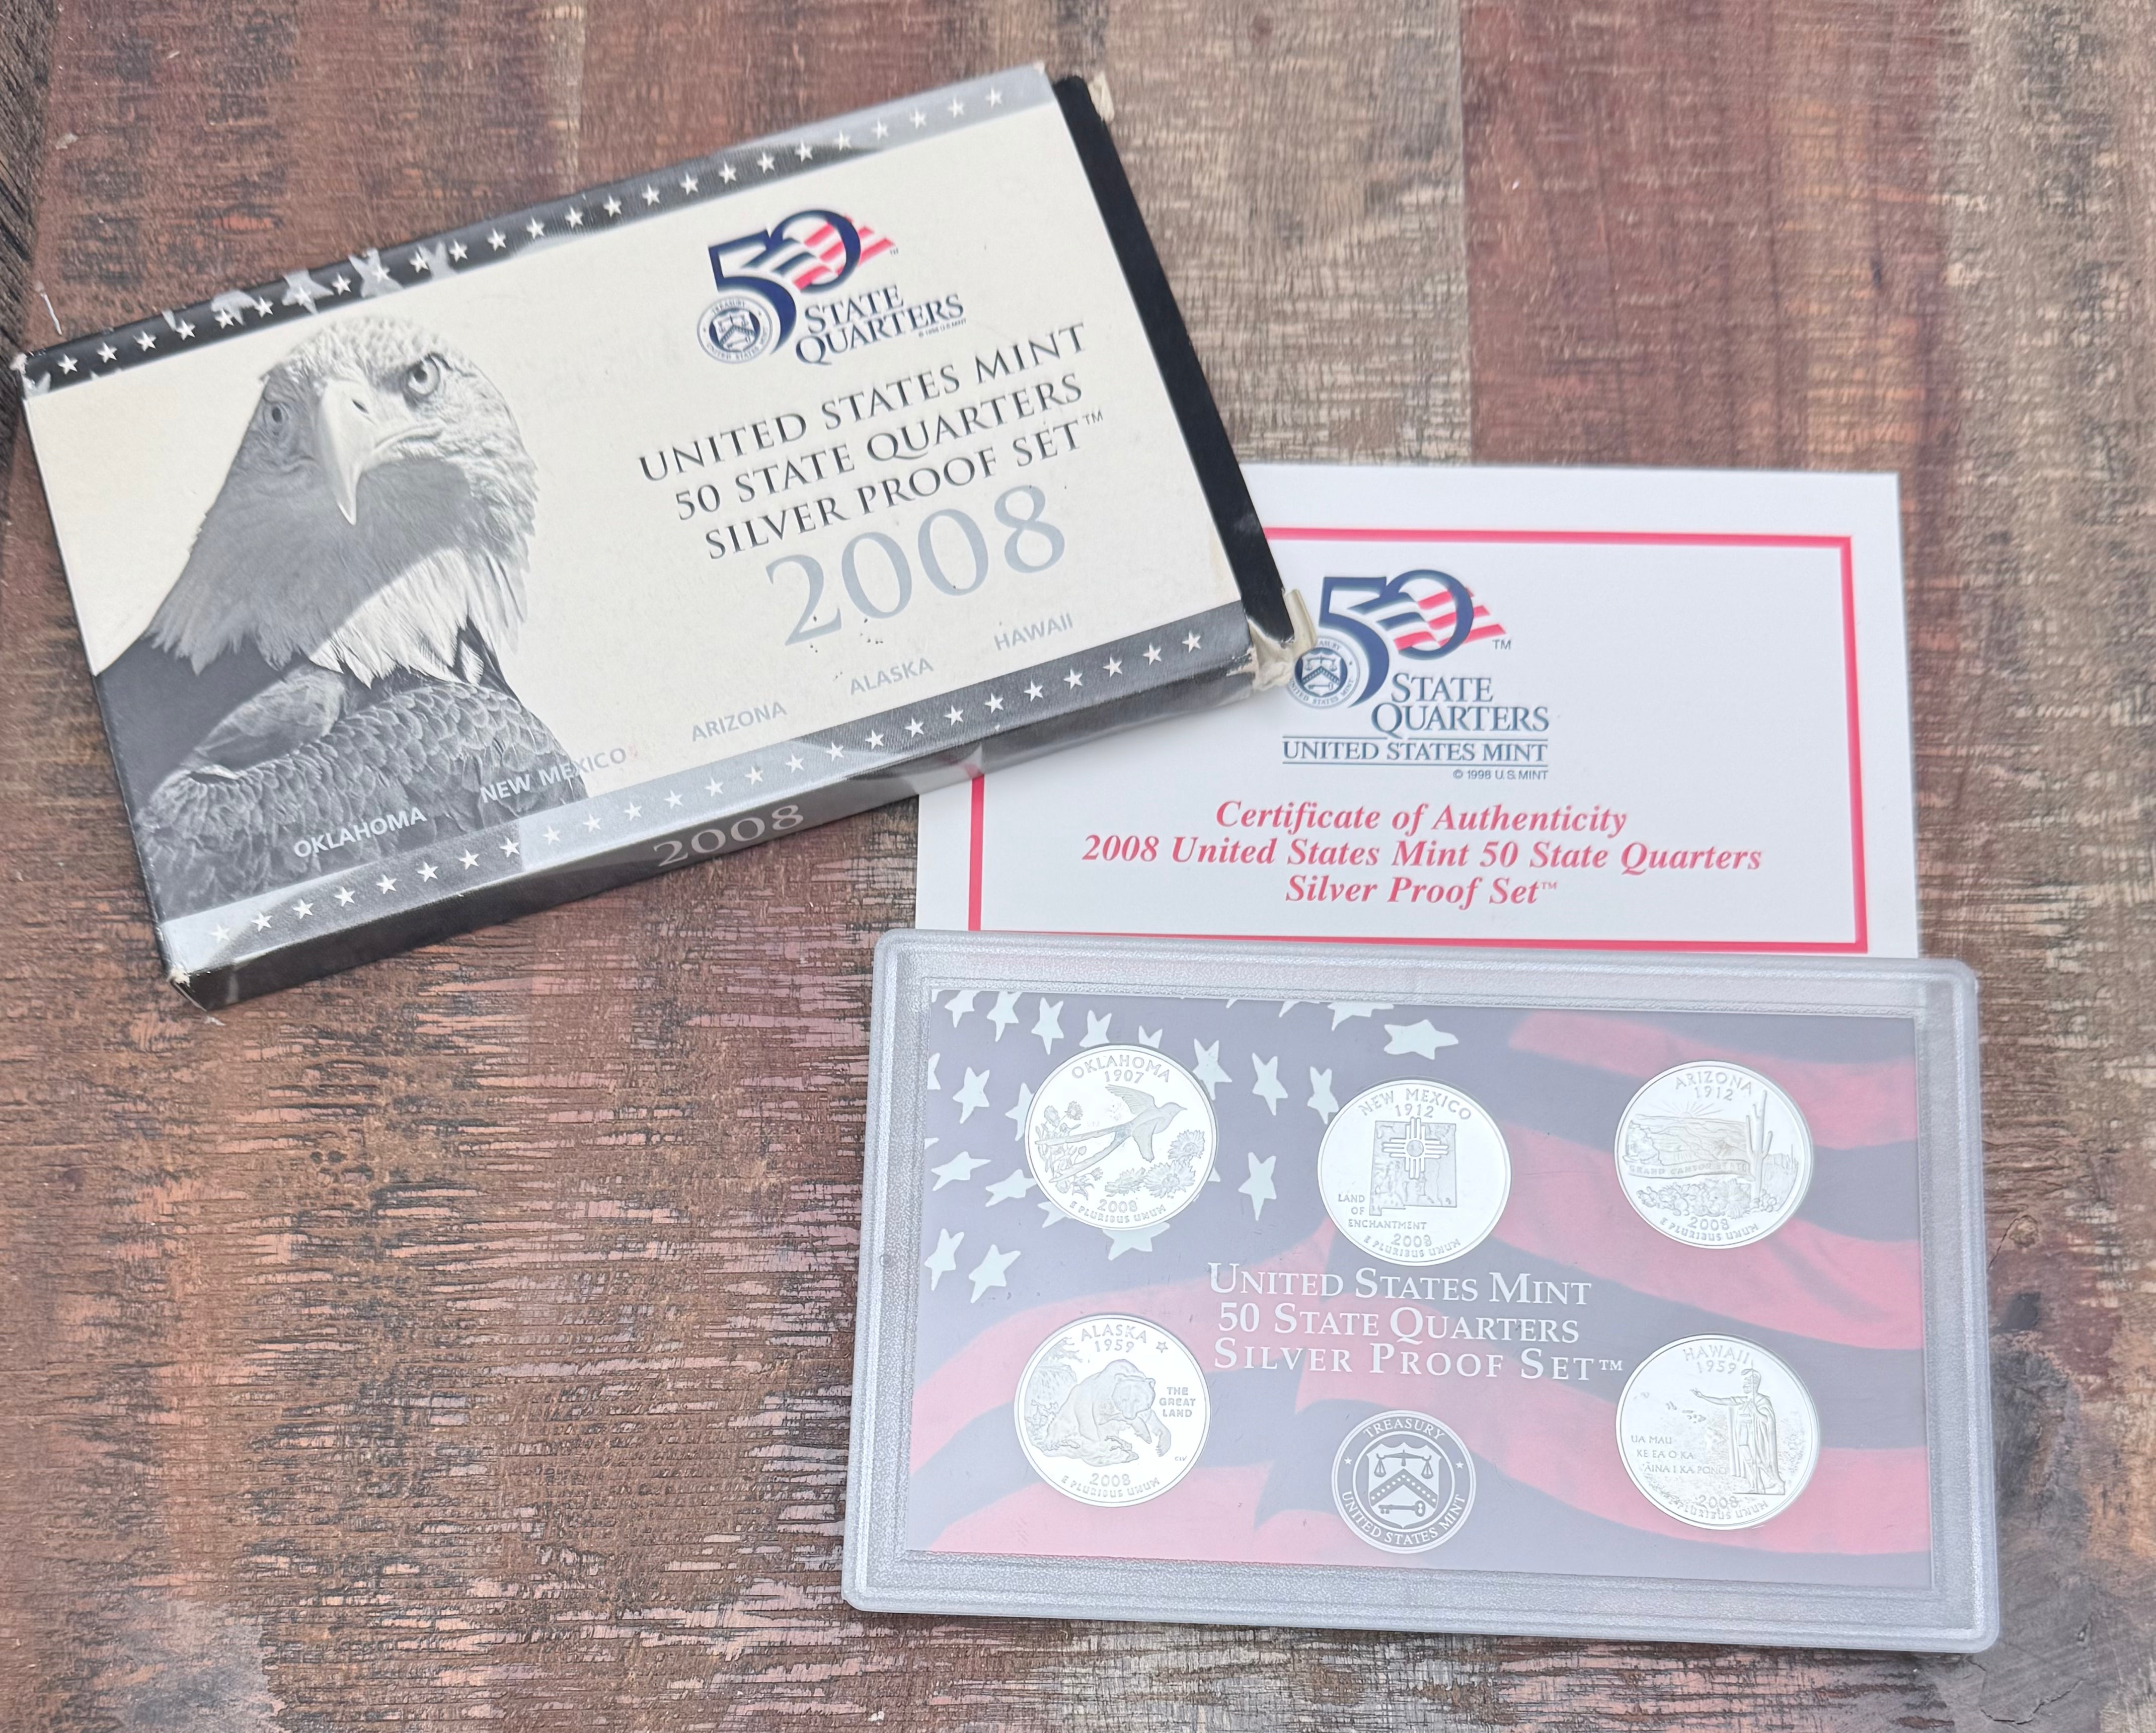 50
STATE
QUARTERS
© 1998 U.S. MINT
UNITED STATES MINT
50 STATE QUARTERS
SILVER PROOF SET™
2008
OKLAHOMA
NEW MEXICO
ARIZONA
ALASKA
HAWAII
2008
50
TM
STATE
QUARTERS
UNITED STATES MINT
© 1998 U.S. MINT
Certificate of Authenticity
2008 United States Mint 50 State Quarters
Silver Proof Set™
OKLAHOMA
1907
2008
E PLURIBUS UNUM
NEW MEXICO
1912
LAND
OF
ENCHANTMENT
2008
E PLURIBUS UNUM
ARIZONA
1912
GRAND CANYON STATE
2008
E PLURIBUS UNUM
UNITED STATES MINT
50 STATE QUARTERS
SILVER PROOF SET™
ALASKA
1959
THE
GREAT
LAND
2008
E PLURIBUS UNUM
TREASURY
UNITED STATES MINT
HAWAII
1959
UA MAU
KE EA O KA
ʻĀINA I KA PONO
2008
E PLURIBUS UNUM